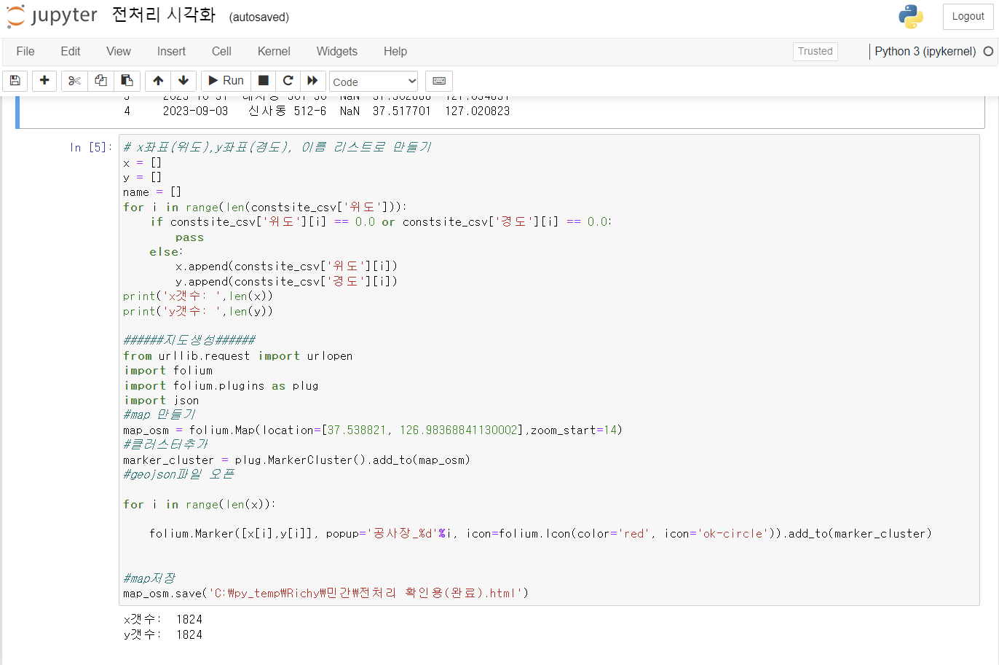 jupyter 전처리 시각화 (autosaved)
Logout
File Edit View Insert Cell Kernel Widgets Help
Trusted Python 3 (ipykernel)
Run Code
4 2023-09-03 신사동 512-6 NaN 37.517701 127.020823
In [5]: # x좌표(위도),y좌표(경도), 이름 리스트로 만들기
x = []
y = []
name = []
for i in range(len(constsite_csv['위도'])):
    if constsite_csv['위도'][i] == 0.0 or constsite_csv['경도'][i] == 0.0:
        pass
    else:
        x.append(constsite_csv['위도'][i])
        y.append(constsite_csv['경도'][i])
print('x갯수: ',len(x))
print('y갯수: ',len(y))
######지도생성######
from urllib.request import urlopen
import folium
import folium.plugins as plug
import json
#map 만들기
map_osm = folium.Map(location=[37.538821, 126.98368841130002],zoom_start=14)
#클러스터추가
marker_cluster = plug.MarkerCluster().add_to(map_osm)
#geojson파일 오픈
for i in range(len(x)):
    folium.Marker([x[i],y[i]], popup='공사장_%d'%i, icon=folium.Icon(color='red', icon='ok-circle')).add_to(marker_cluster)
#map저장
map_osm.save('C:₩py_temp₩Richy₩민간₩전처리 확인용(완료).html')
x갯수: 1824
y갯수: 1824